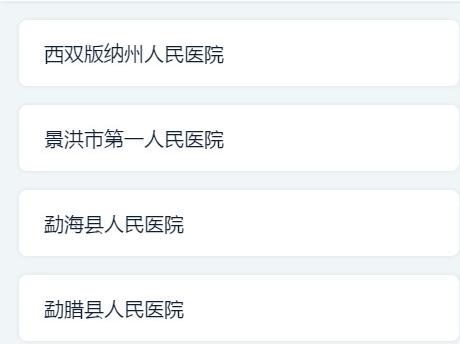 西双版纳州人民医院
景洪市第一人民医院
勐海县人民医院
勐腊县人民医院